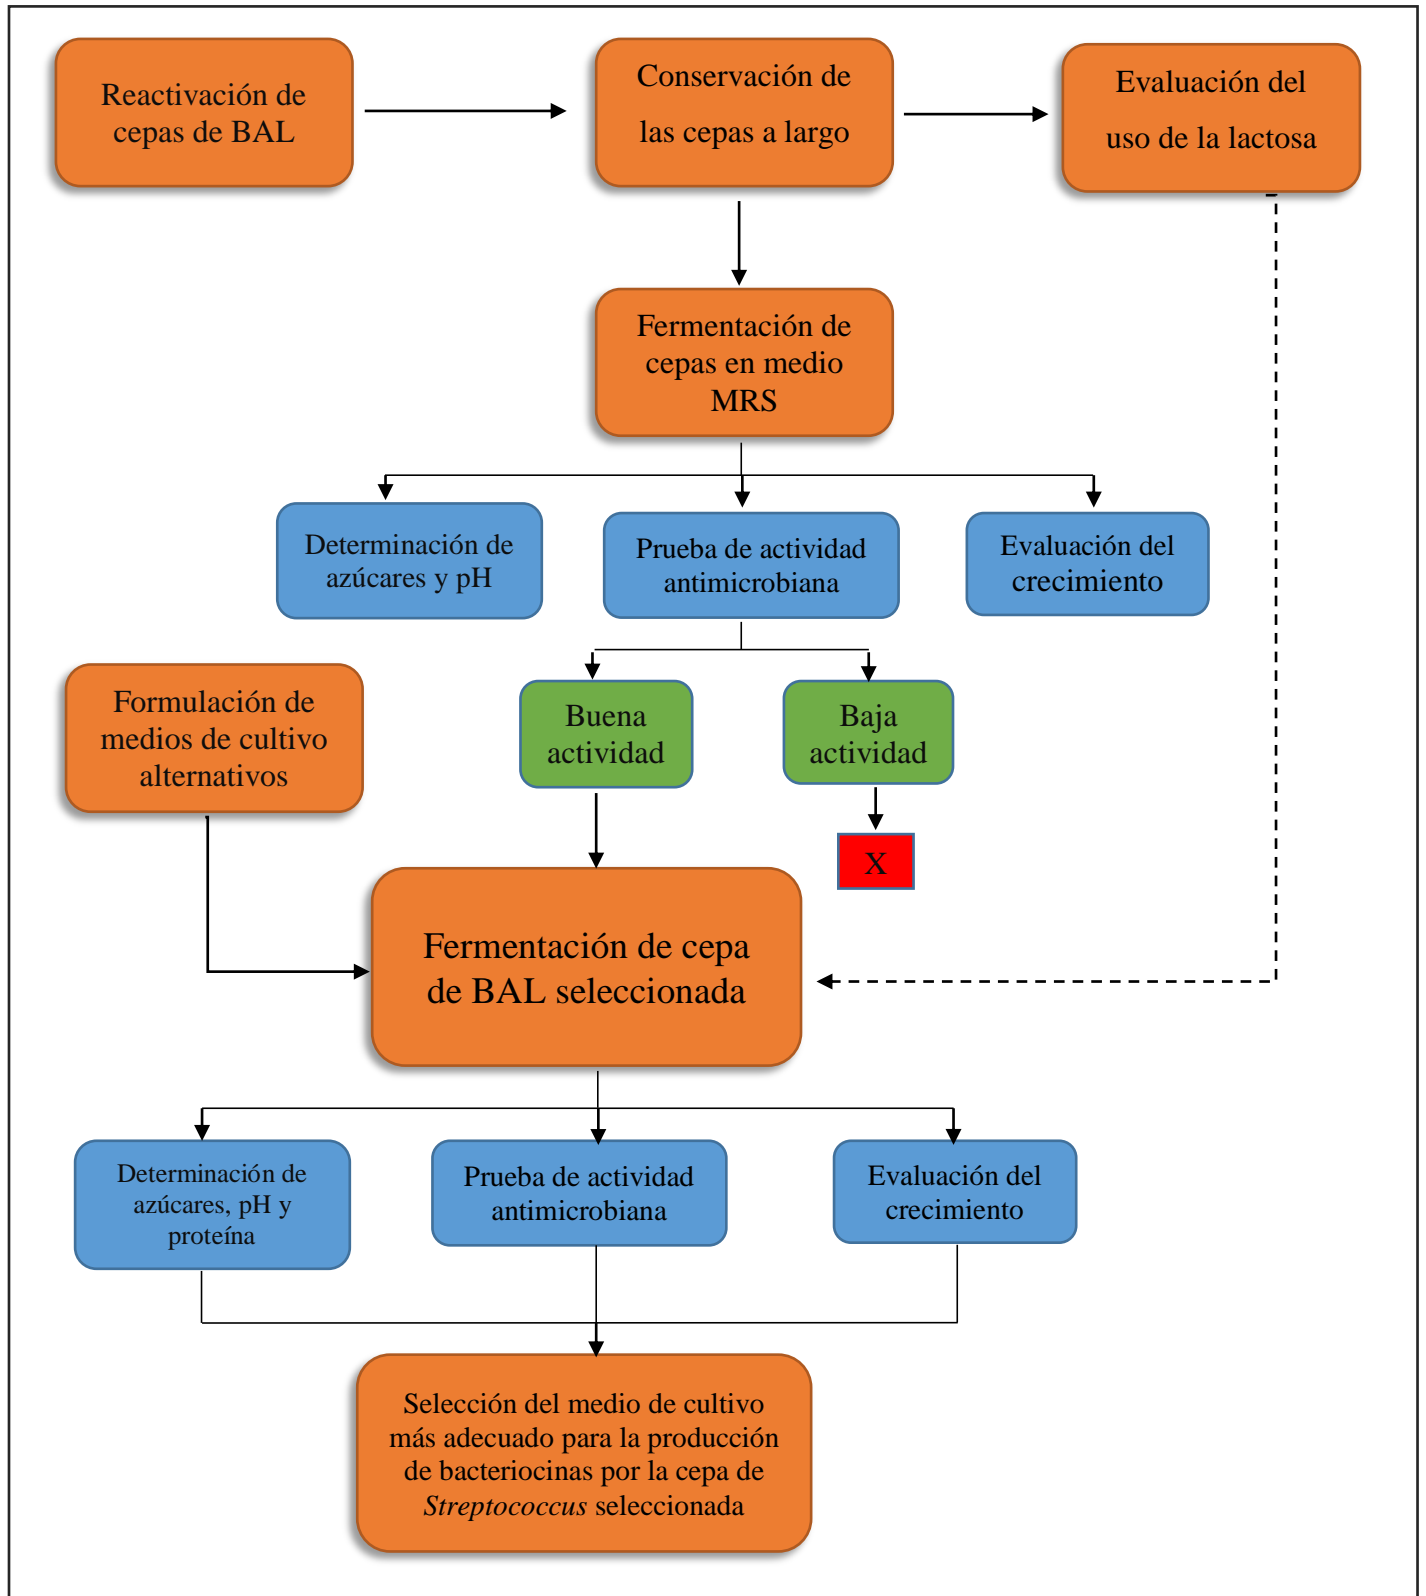 Reactivación de
cepas de BAL
Conservación de
las cepas a largo
Evaluación del
uso de la lactosa
Fermentación de
cepas en medio
MRS
Determinación de
azúcares y pH
Prueba de actividad
antimicrobiana
Evaluación del
crecimiento
Formulación de
medios de cultivo
alternativos
Buena
actividad
Baja
actividad
X
Fermentación de cepa
de BAL seleccionada
Determinación de
azúcares, pH y
proteína
Prueba de actividad
antimicrobiana
Evaluación del
crecimiento
Selección del medio de cultivo
más adecuado para la producción
de bacteriocinas por la cepa de
Streptococcus seleccionada